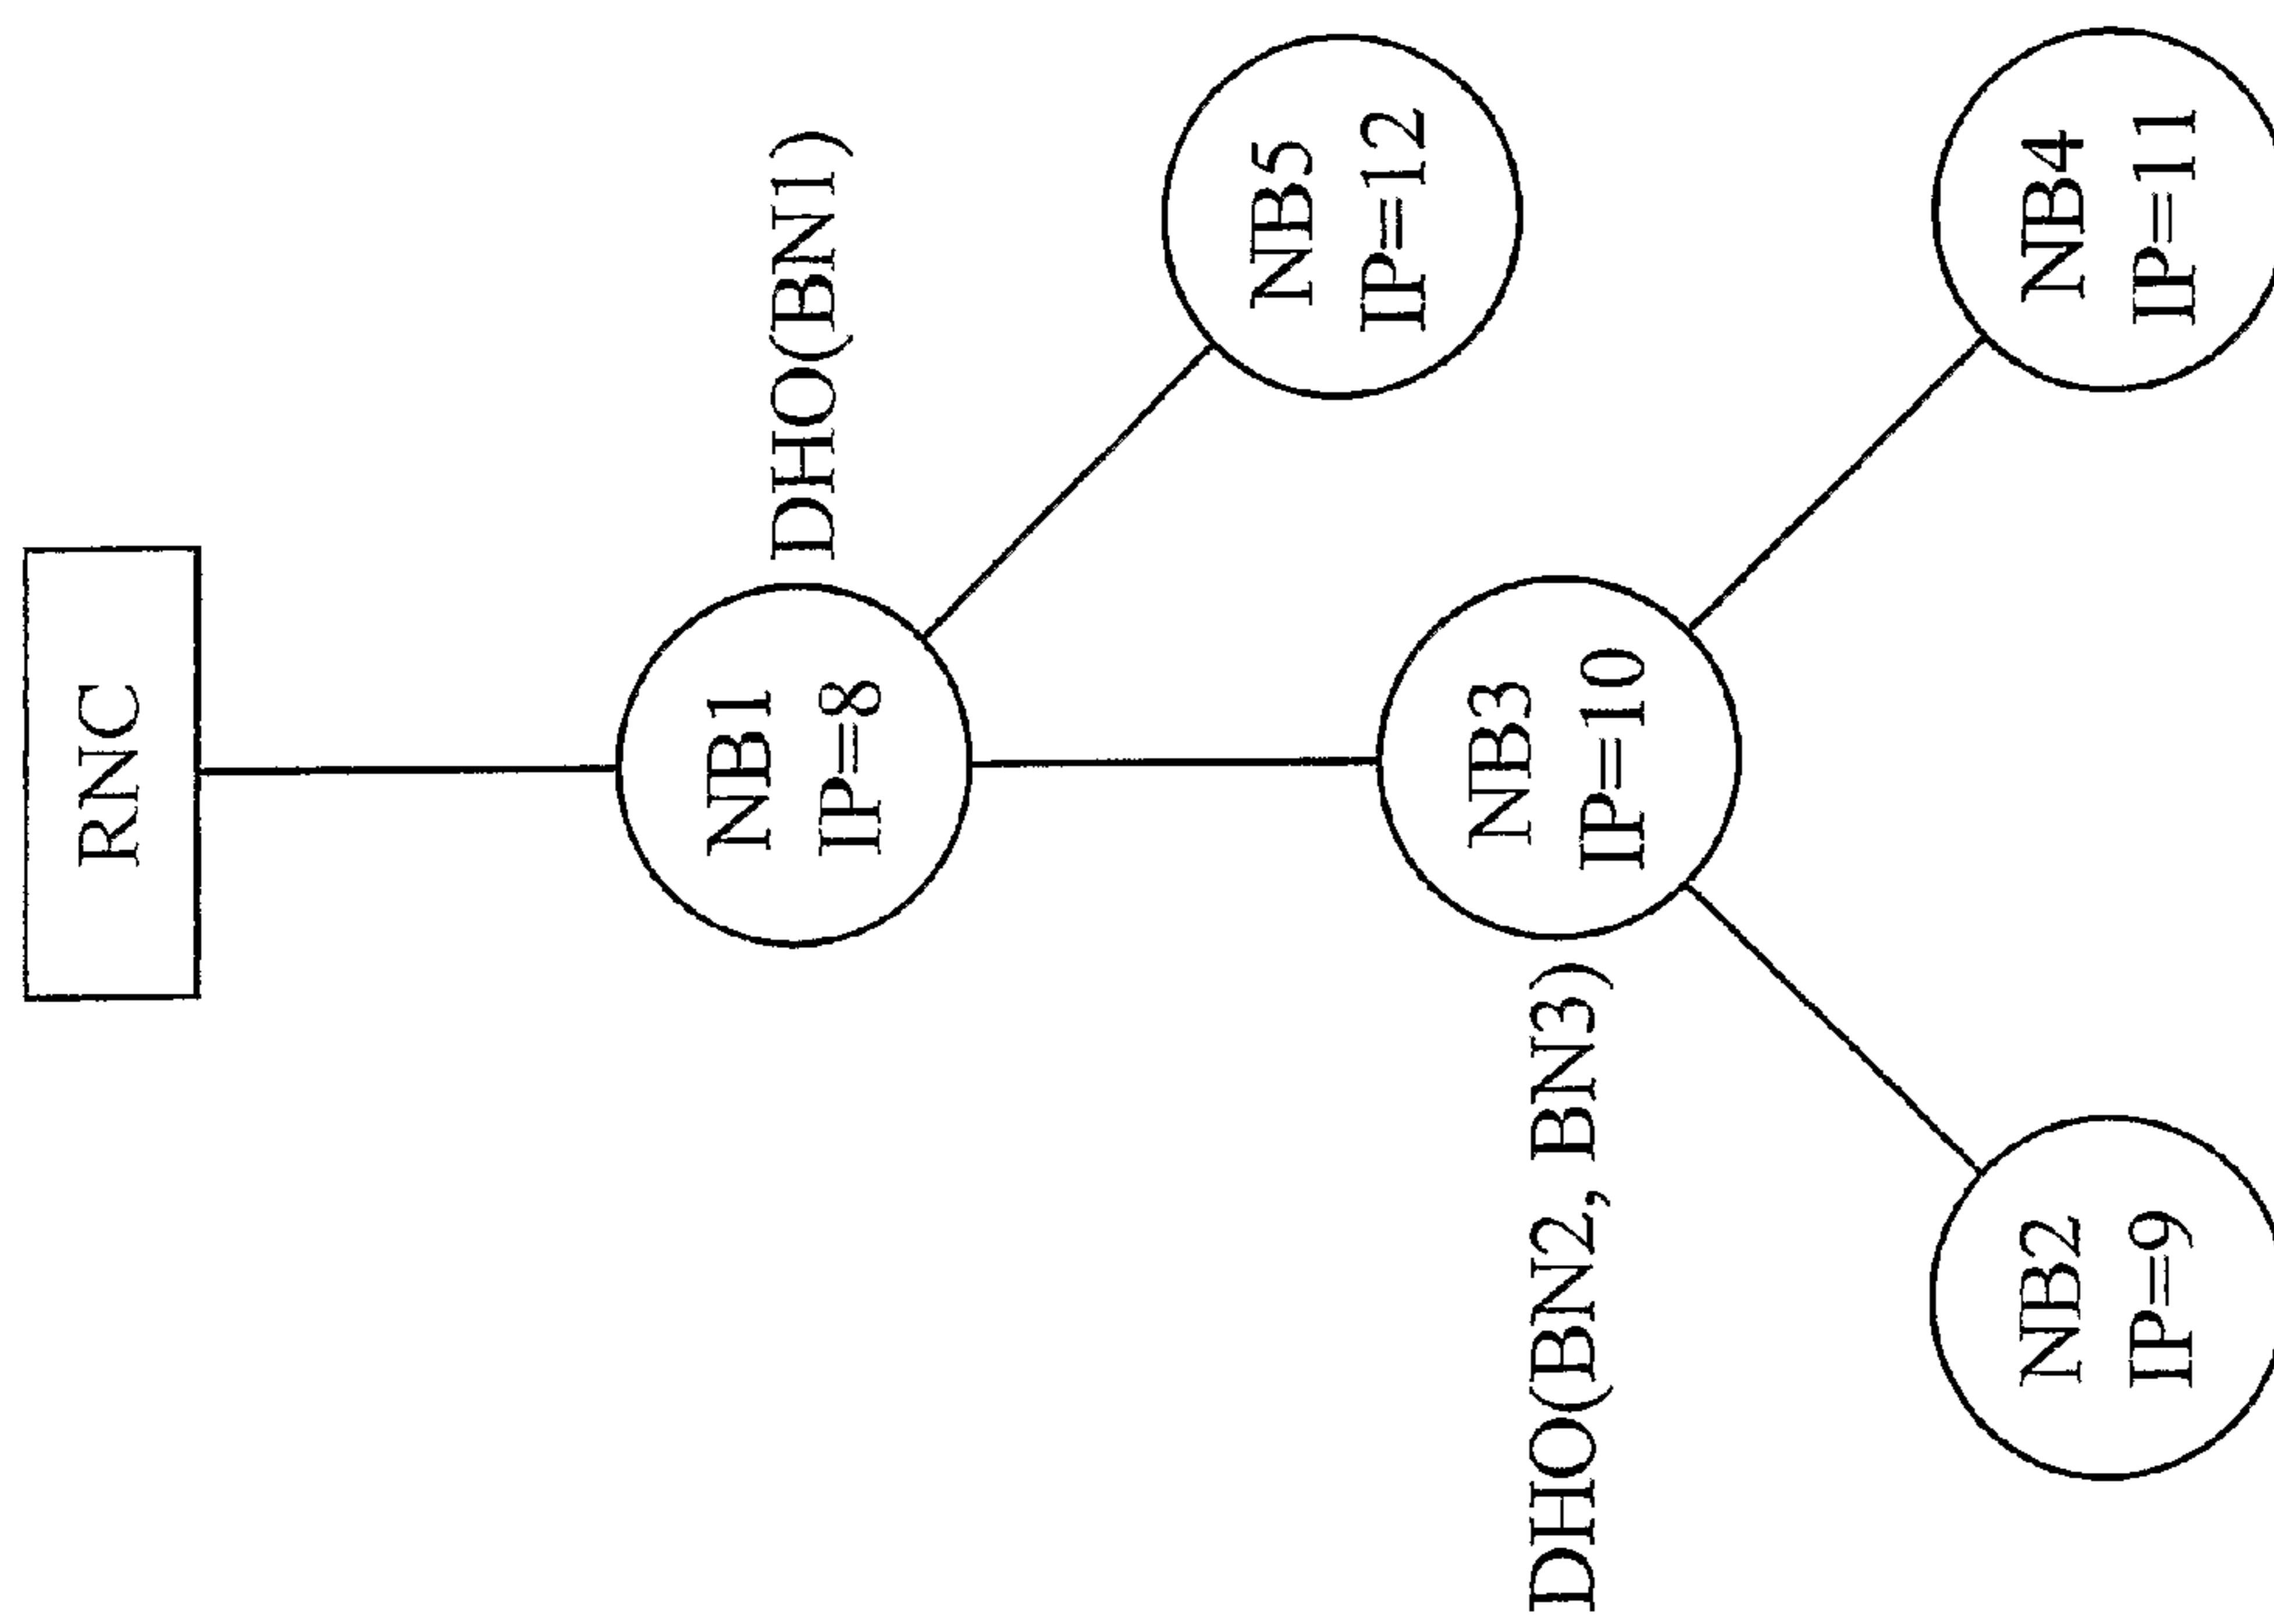 RNC
NB1
IP=8
DHO(BN1)
NB5
IP=12
NB3
IP=10
DHO(BN2, BN3)
NB4
IP=11
NB2
IP=9